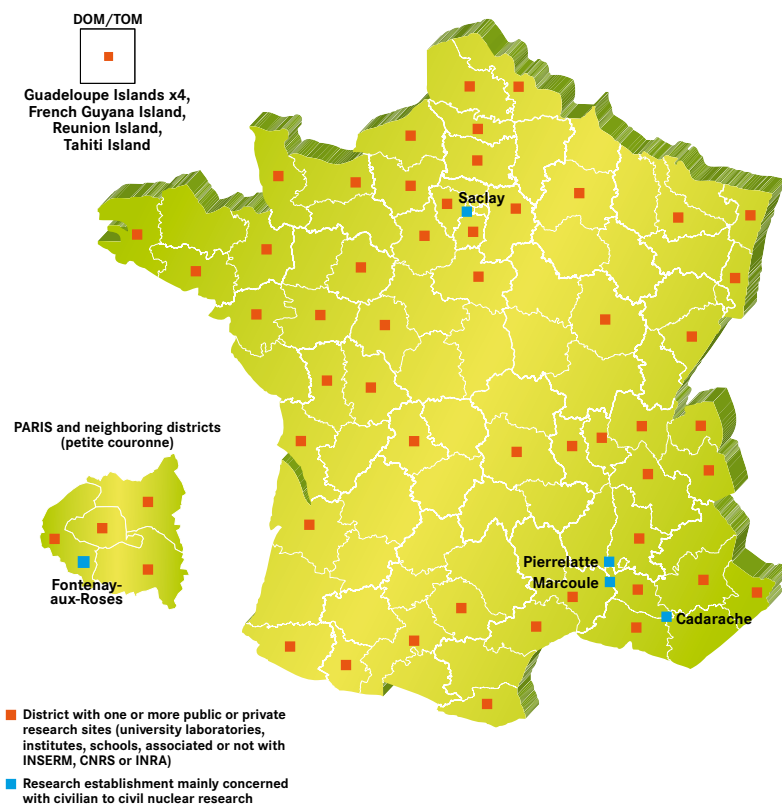 DOM/TOM
Guadeloupe Islands x4,
French Guyana Island,
Reunion Island,
Tahiti Island
Saclay
PARIS and neighboring districts
(petite couronne)
Pierrelatte
Marcoule
Fontenay-
aux-Roses
Cadarache
District with one or more public or private
research sites (university laboratories,
institutes, schools, associated or not with
INSERM, CNRS or INRA)
Research establishment mainly concerned
with civilian to civil nuclear research